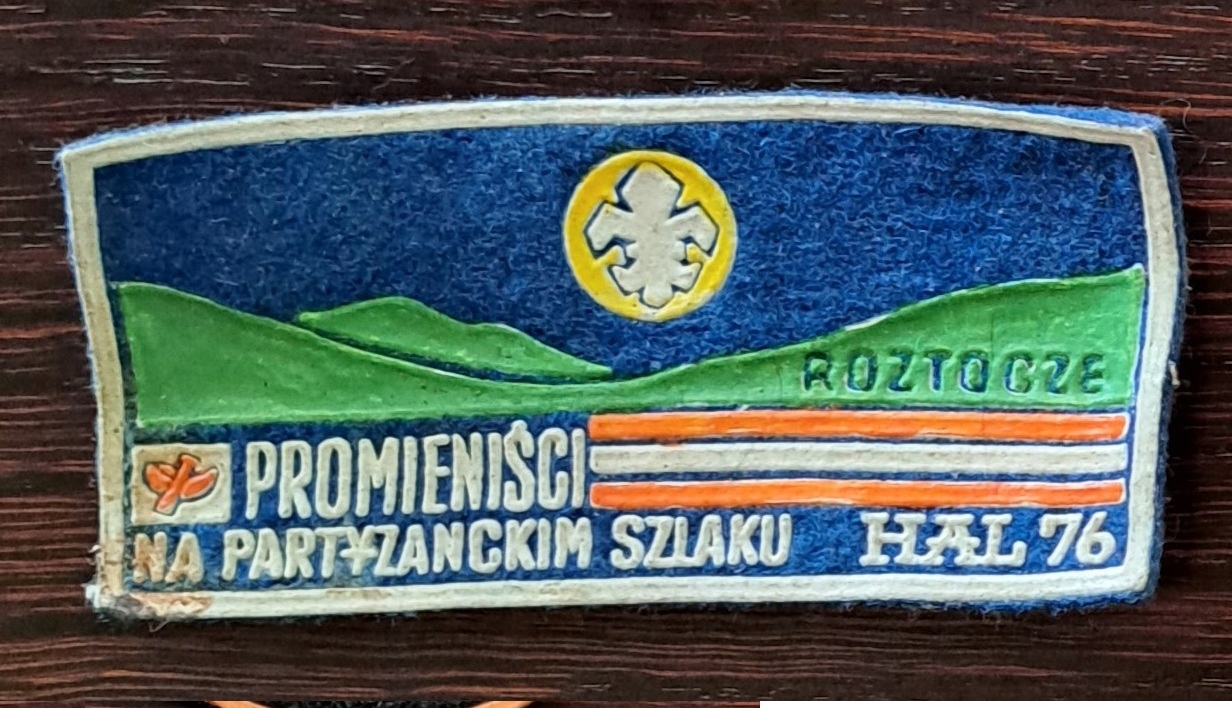 ROZTOCZE
PROMIENIŚCI
NA PARTYZANCKIM SZLAKU
HAL 76